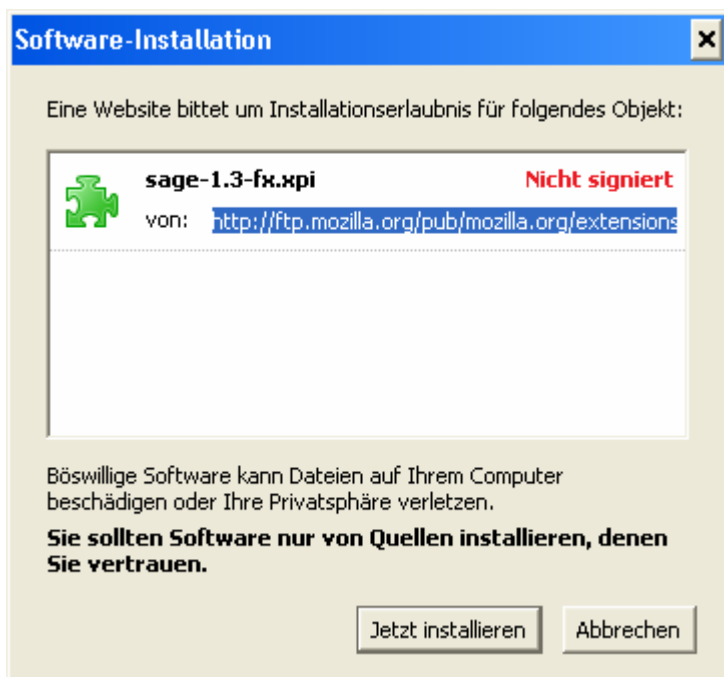 Software-Installation
Eine Website bittet um Installationserlaubnis für folgendes Objekt:
sage-1.3-fx.xpi Nicht signiert
von: http://ftp.mozilla.org/pub/mozilla.org/extensions
Böswillige Software kann Dateien auf Ihrem Computer
beschädigen oder Ihre Privatsphäre verletzen.
Sie sollten Software nur von Quellen installieren, denen
Sie vertrauen.
Jetzt installieren Abbrechen